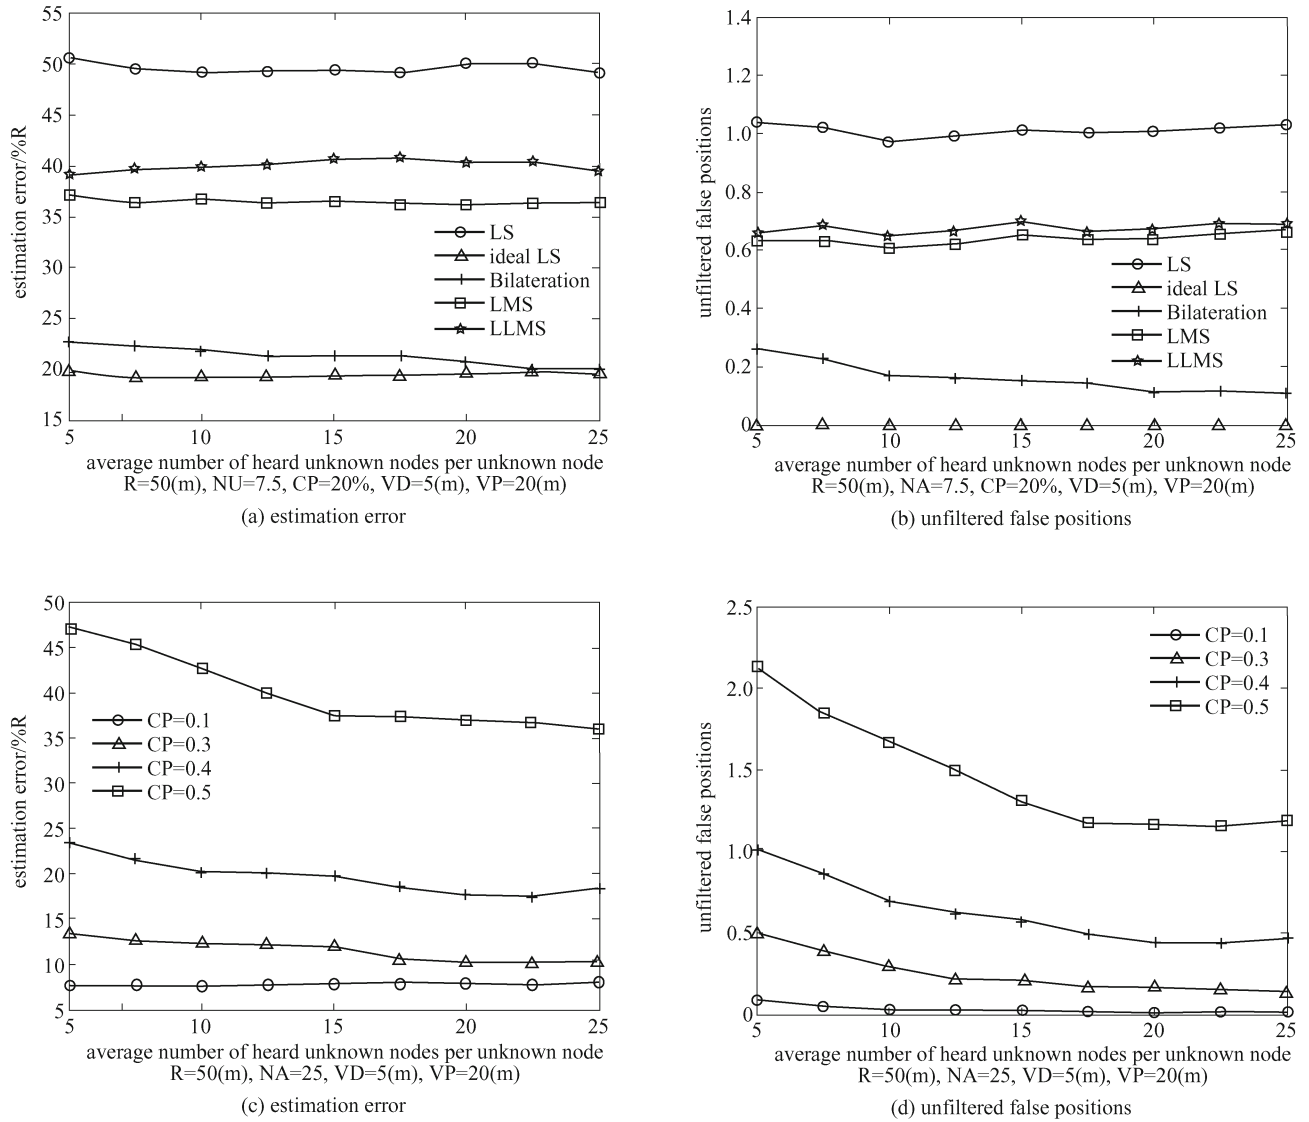 55
50
45
40
35
30
25
20
15
estimation error/%R
LS
ideal LS
Bilateration
LMS
LLMS
5 10 15 20 25
average number of heard unknown nodes per unknown node
R=50(m), NU=7.5, CP=20%, VD=5(m), VP=20(m)
(a) estimation error
1.4
1.2
1.0
0.8
0.6
0.4
0.2
0
unfiltered false positions
LS
ideal LS
Bilateration
LMS
LLMS
5 10 15 20 25
average number of heard unknown nodes per unknown node
R=50(m), NA=7.5, CP=20%, VD=5(m), VP=20(m)
(b) unfiltered false positions
50
45
40
35
30
25
20
15
10
5
estimation error/%R
CP=0.1
CP=0.3
CP=0.4
CP=0.5
5 10 15 20 25
average number of heard unknown nodes per unknown node
R=50(m), NA=25, VD=5(m), VP=20(m)
(c) estimation error
2.5
2.0
1.5
1.0
0.5
0
unfiltered false positions
CP=0.1
CP=0.3
CP=0.4
CP=0.5
5 10 15 20 25
average number of heard unknown nodes per unknown node
R=50(m), NA=25, VD=5(m), VP=20(m)
(d) unfiltered false positions